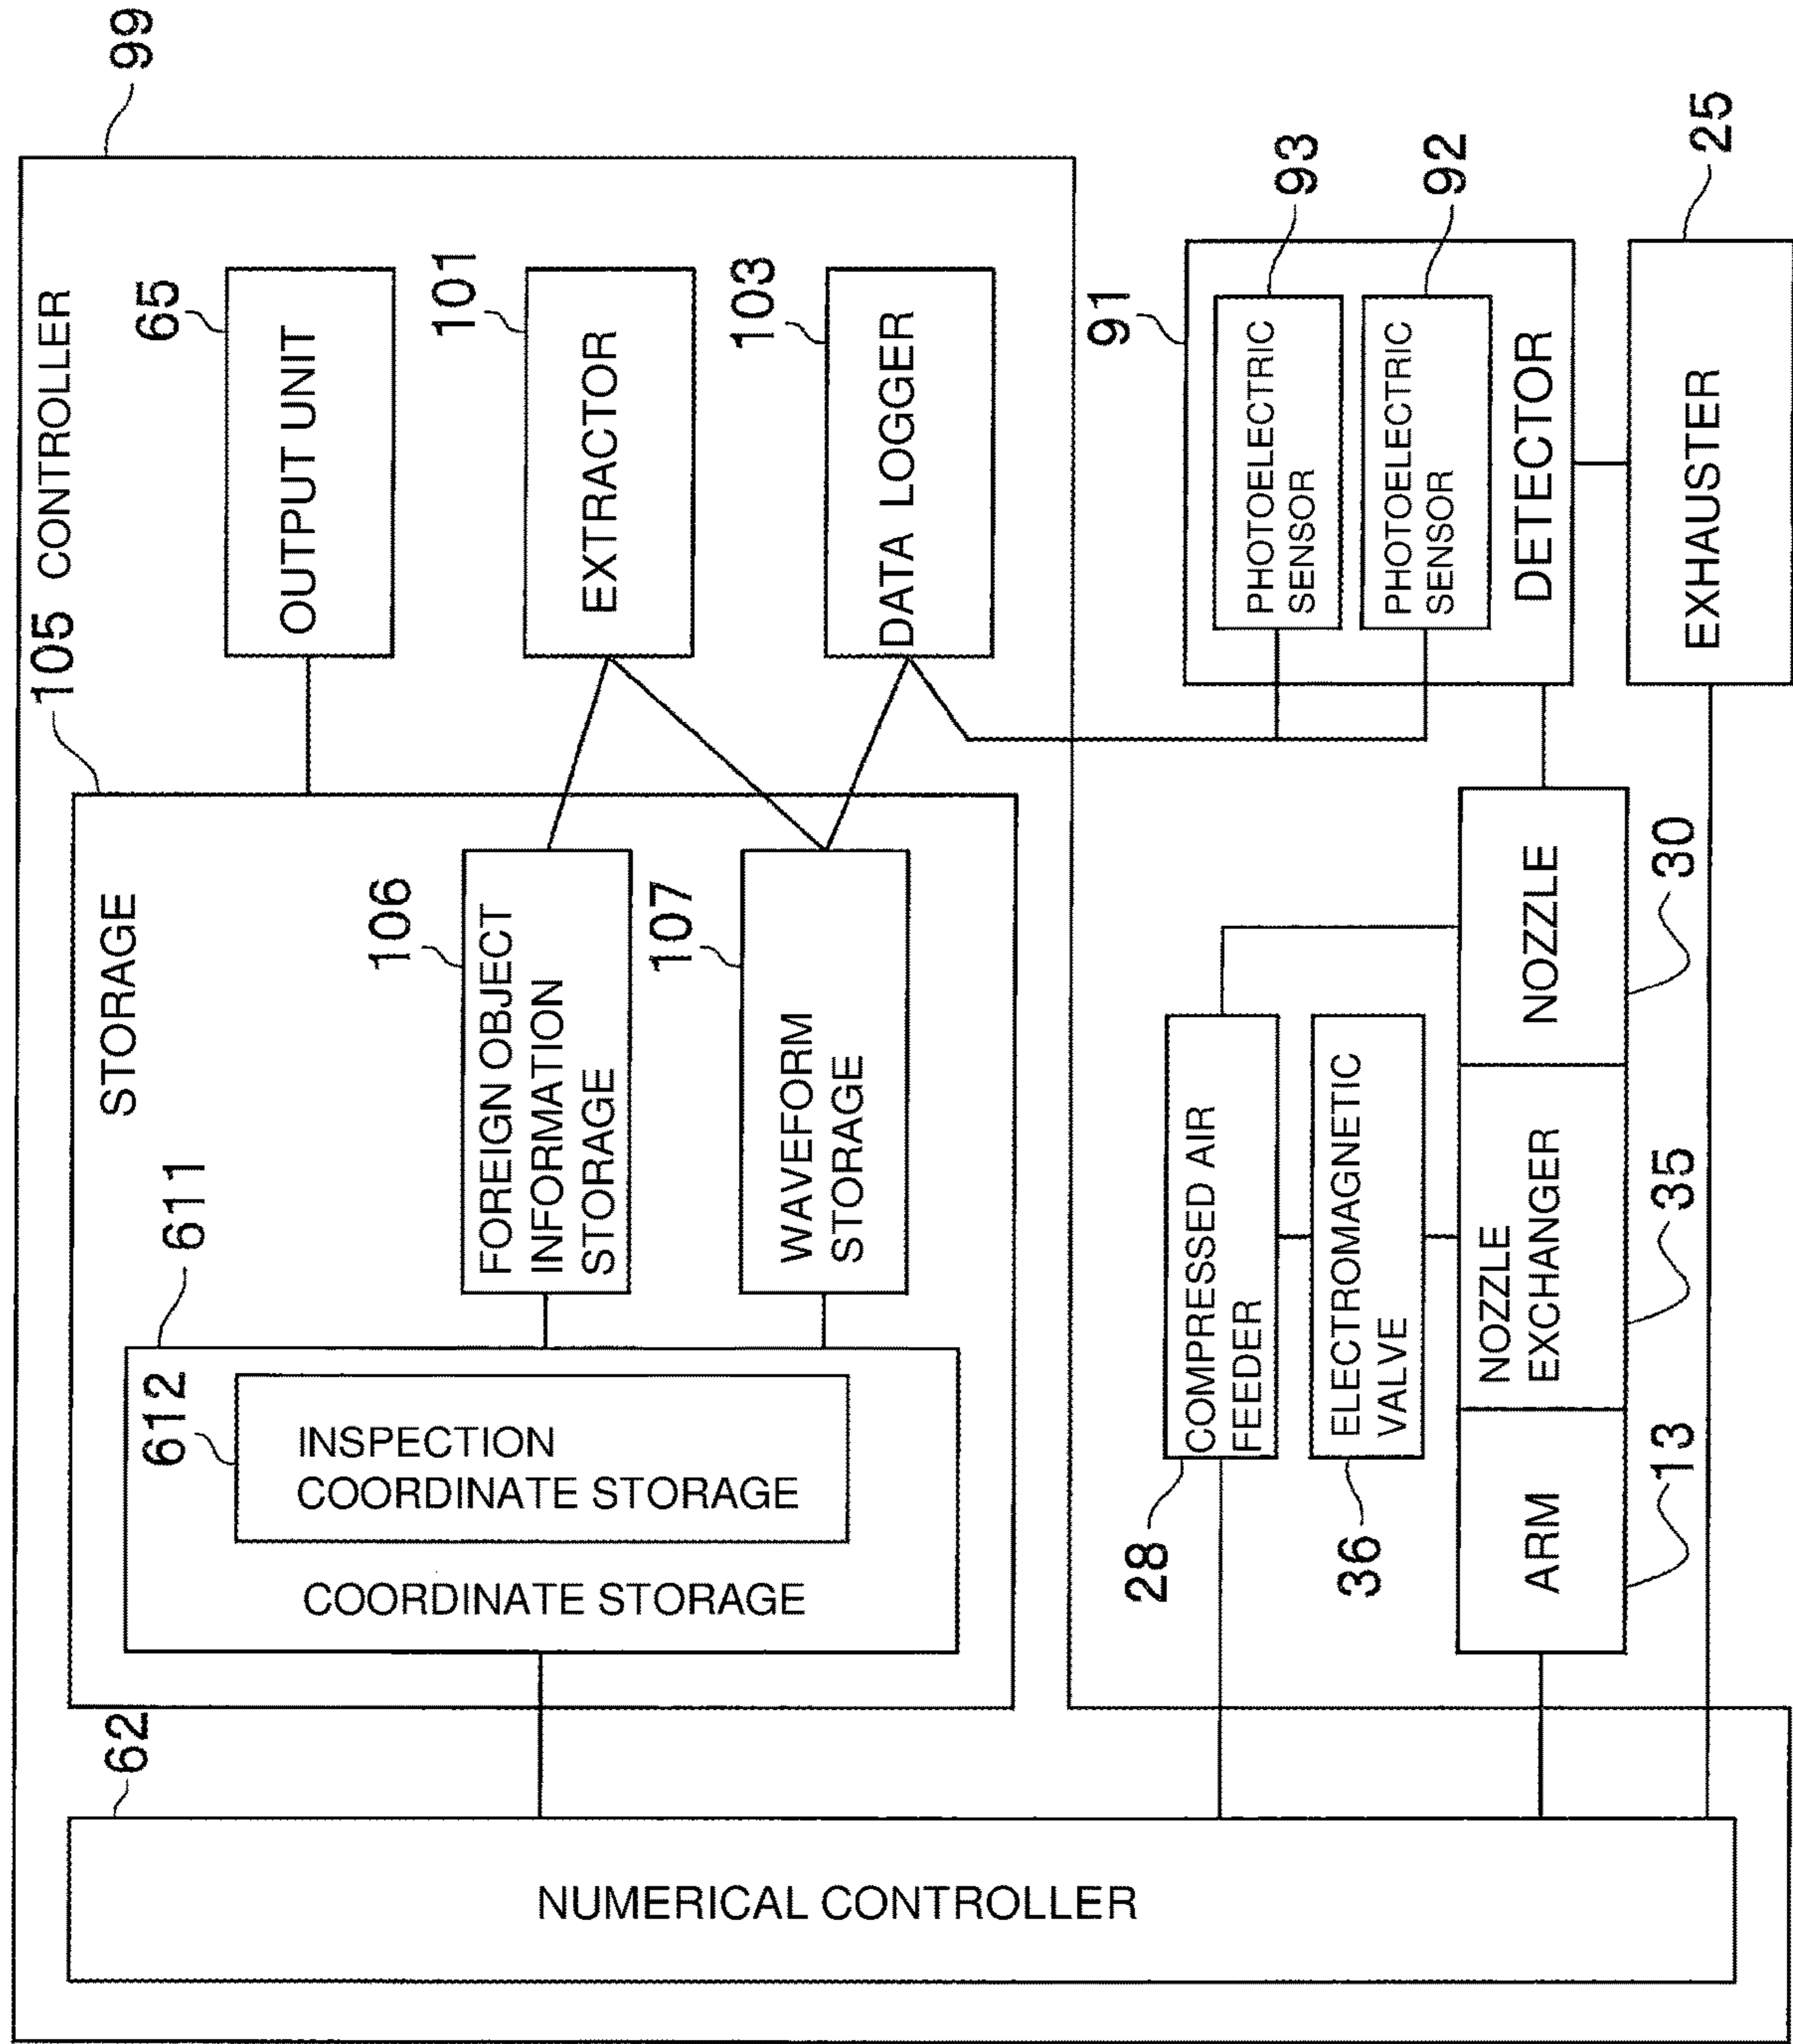 99
CONTROLLER
105
STORAGE
65
OUTPUT UNIT
101
EXTRACTOR
103
DATA LOGGER
106
FOREIGN OBJECT
INFORMATION
STORAGE
107
WAVEFORM
STORAGE
611
612
INSPECTION
COORDINATE STORAGE
COORDINATE STORAGE
62
NUMERICAL CONTROLLER
91
93
PHOTOELECTRIC
SENSOR
92
PHOTOELECTRIC
SENSOR
DETECTOR
25
EXHAUSTER
28
COMPRESSED AIR
FEEDER
36
ELECTROMAGNETIC
VALVE
ARM
13
NOZZLE
EXCHANGER
35
NOZZLE
30